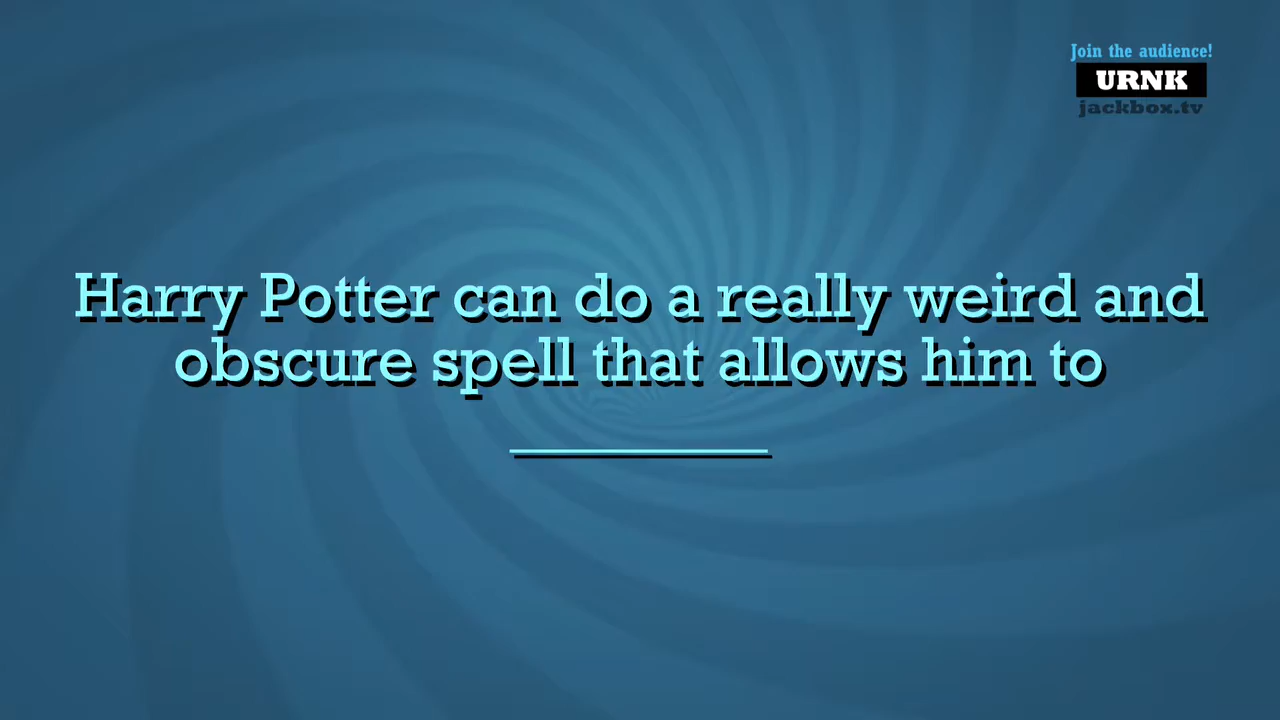 Join the audience!
URNK
jackbox.tv
Harry Potter can do a really weird and
obscure spell that allows him to
__________